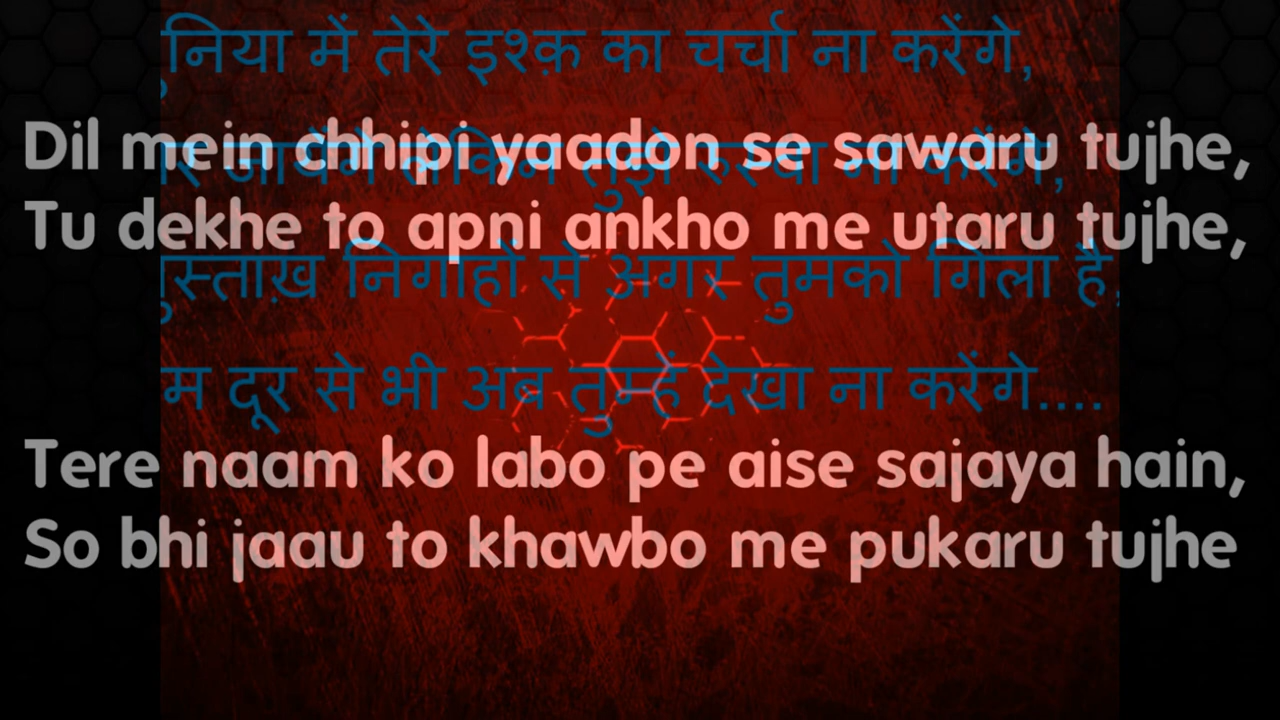 ुनिया में तेरे इश्क़ का चर्चा ना करेंगे,
Dil mein chhipi yaadon se sawaru tujhe,
र जायेंगे लेकिन तुझे रुस्वा ना करेंगे,
Tu dekhe to apni ankho me utaru tujhe,
ुस्ताख़ निगाहों से अगर तुमको गिला है,
म दूर से भी अब तुम्हें देखा ना करेंगे....
Tere naam ko labo pe aise sajaya hain,
So bhi jaau to khawbo me pukaru tujhe